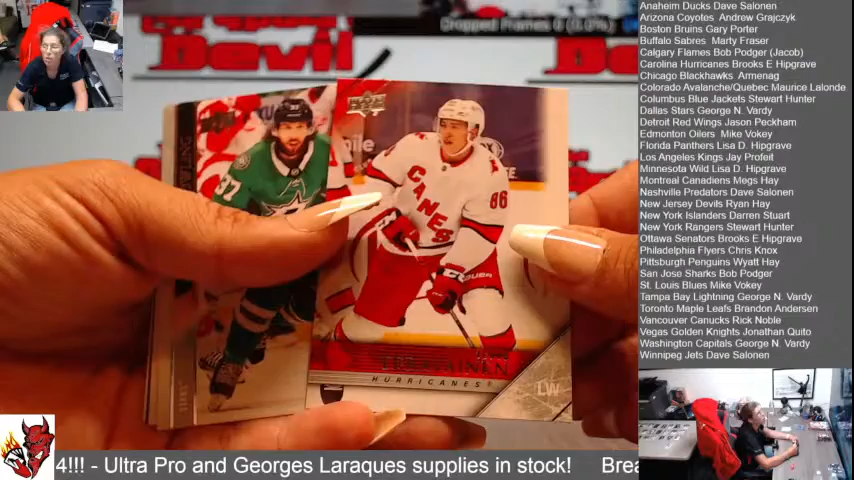 Dropped Frames 0 (0.0%)
Devil
UPPER DECK
37
CANES
86
HURRICANES
LW
Anaheim Ducks Dave Salonen
Arizona Coyotes Andrew Grajczyk
Boston Bruins Gary Porter
Buffalo Sabres Marty Fraser
Calgary Flames Bob Podger (Jacob)
Carolina Hurricanes Brooks E Hipgrave
Chicago Blackhawks Armenag
Colorado Avalanche/Quebec Maurice Lalonde
Columbus Blue Jackets Stewart Hunter
Dallas Stars George N. Vardy
Detroit Red Wings Jason Peckham
Edmonton Oilers Mike Vokey
Florida Panthers Lisa D. Hipgrave
Los Angeles Kings Jay Profeit
Minnesota Wild Lisa D. Hipgrave
Montreal Canadiens Megs Hay
Nashville Predators Dave Salonen
New Jersey Devils Ryan Hay
New York Islanders Darren Stuart
New York Rangers Stewart Hunter
Ottawa Senators Brooks E Hipgrave
Philadelphia Flyers Chris Knox
Pittsburgh Penguins Wyatt Hay
San Jose Sharks Bob Podger
St. Louis Blues Mike Vokey
Tampa Bay Lightning George N. Vardy
Toronto Maple Leafs Brandon Andersen
Vancouver Canucks Rick Noble
Vegas Golden Knights Jonathan Quito
Washington Capitals George N. Vardy
Winnipeg Jets Dave Salonen
4!!! - Ultra Pro and Georges Laraques supplies in stock! Brea